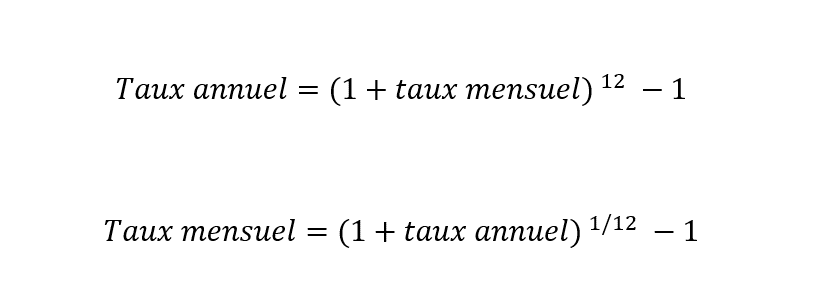 Taux annuel = (1 + taux mensuel) ¹² − 1
Taux mensuel = (1 + taux annuel) ¹/¹² − 1